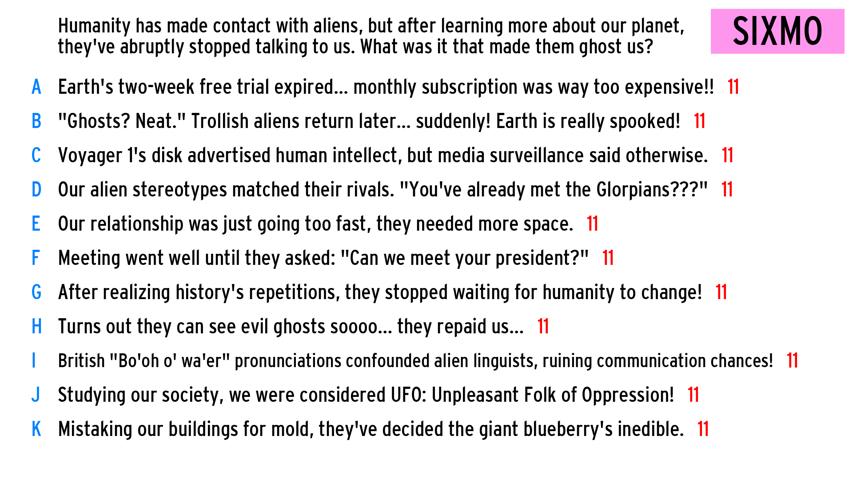 Humanity has made contact with aliens, but after learning more about our planet,
they've abruptly stopped talking to us. What was it that made them ghost us?
SIXMO
A Earth's two-week free trial expired... monthly subscription was way too expensive!! 11
B "Ghosts? Neat." Trollish aliens return later... suddenly! Earth is really spooked! 11
C Voyager 1's disk advertised human intellect, but media surveillance said otherwise. 11
D Our alien stereotypes matched their rivals. "You've already met the Glorpians???" 11
E Our relationship was just going too fast, they needed more space. 11
F Meeting went well until they asked: "Can we meet your president?" 11
G After realizing history's repetitions, they stopped waiting for humanity to change! 11
H Turns out they can see evil ghosts soooo... they repaid us... 11
I British "Bo'oh o' wa'er" pronunciations confounded alien linguists, ruining communication chances! 11
J Studying our society, we were considered UFO: Unpleasant Folk of Oppression! 11
K Mistaking our buildings for mold, they've decided the giant blueberry's inedible. 11